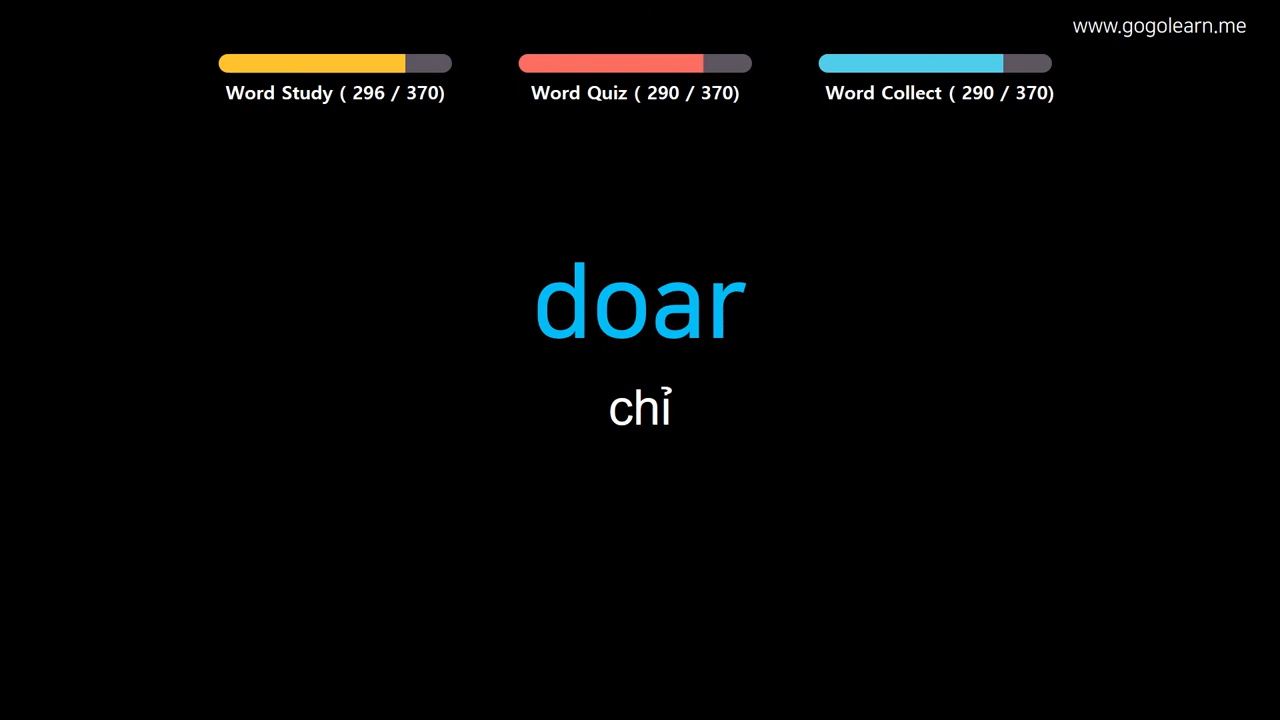 www.gogolearn.me
Word Study ( 296 / 370)
Word Quiz ( 290 / 370)
Word Collect ( 290 / 370)
doar
chỉ